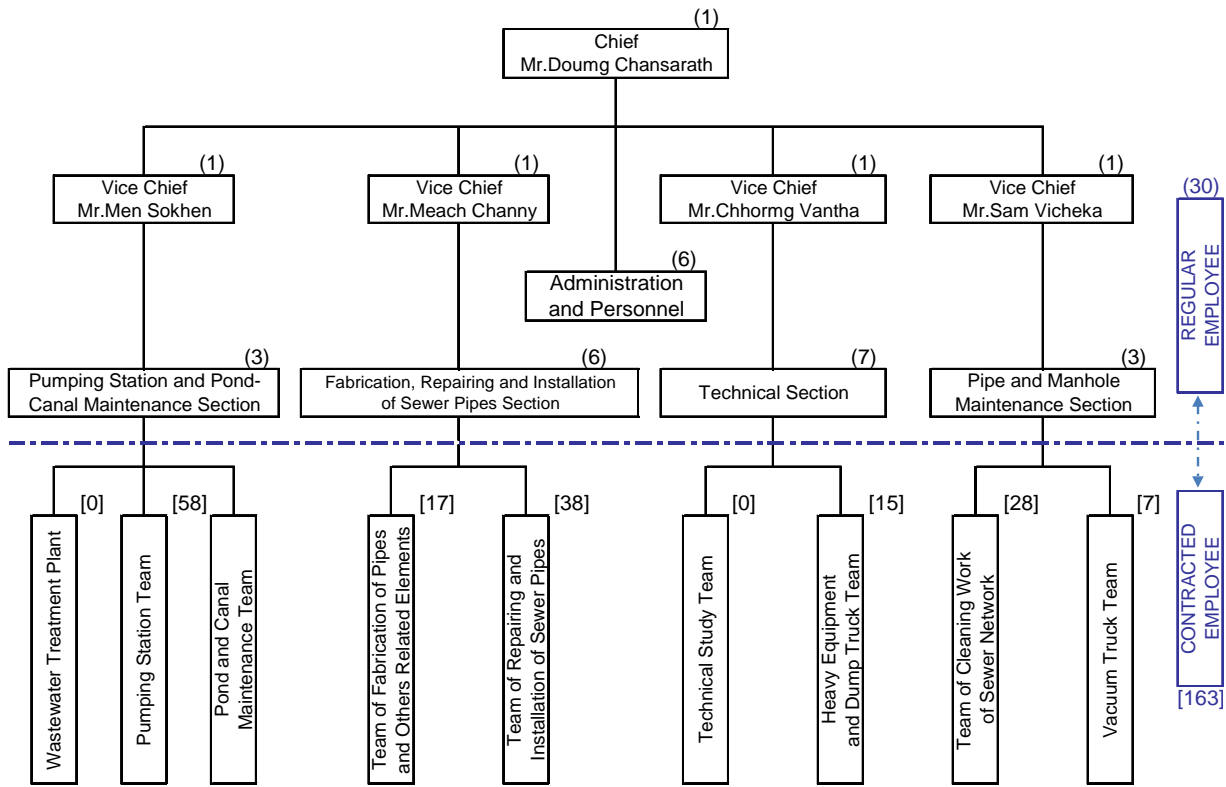 (1)
Chief
Mr.Doumg Chansarath
(1)
Vice Chief
Mr.Men Sokhen
(1)
Vice Chief
Mr.Meach Channy
(1)
Vice Chief
Mr.Chhormg Vantha
(1)
Vice Chief
Mr.Sam Vicheka
(30)
REGULAR
EMPLOYEE
(6)
Administration
and Personnel
(3)
Pumping Station and Pond-
Canal Maintenance Section
(6)
Fabrication, Repairing and Installation
of Sewer Pipes Section
(7)
Technical Section
(3)
Pipe and Manhole
Maintenance Section
[0]
Wastewater Treatment Plant
[58]
Pumping Station Team
Pond and Canal
Maintenance Team
[17]
Team of Fabrication of Pipes
and Others Related Elements
[38]
Team of Repairing and
Installation of Sewer Pipes
[0]
Technical Study Team
[15]
Heavy Equipment
and Dump Truck Team
[28]
Team of Cleaning Work
of Sewer Network
[7]
Vacuum Truck Team
CONTRACTED
EMPLOYEE
[163]